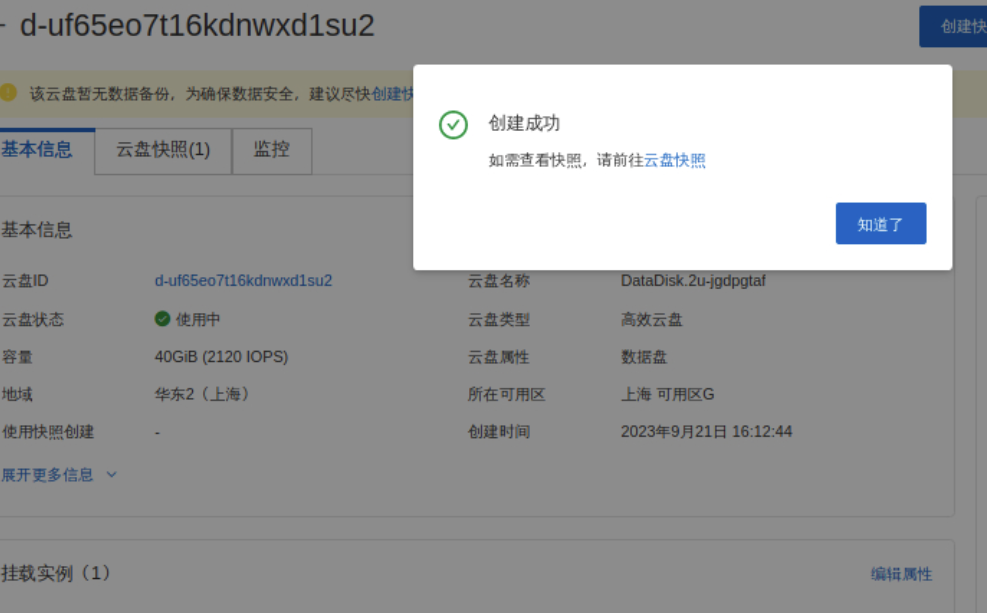 d-uf65eo7t16kdnwxd1su2
创建快
该云盘暂无数据备份，为确保数据安全，建议尽快创建快
创建成功
如需查看快照，请前往云盘快照
知道了
基本信息
云盘快照(1)
监控
基本信息
云盘ID
d-uf65eo7t16kdnwxd1su2
云盘名称
DataDisk.2u-jgdpgtaf
云盘状态
使用中
云盘类型
高效云盘
容量
40GiB (2120 IOPS)
云盘属性
数据盘
地域
华东2（上海）
所在可用区
上海 可用区G
使用快照创建
-
创建时间
2023年9月21日 16:12:44
展开更多信息
挂载实例（1）
编辑属性